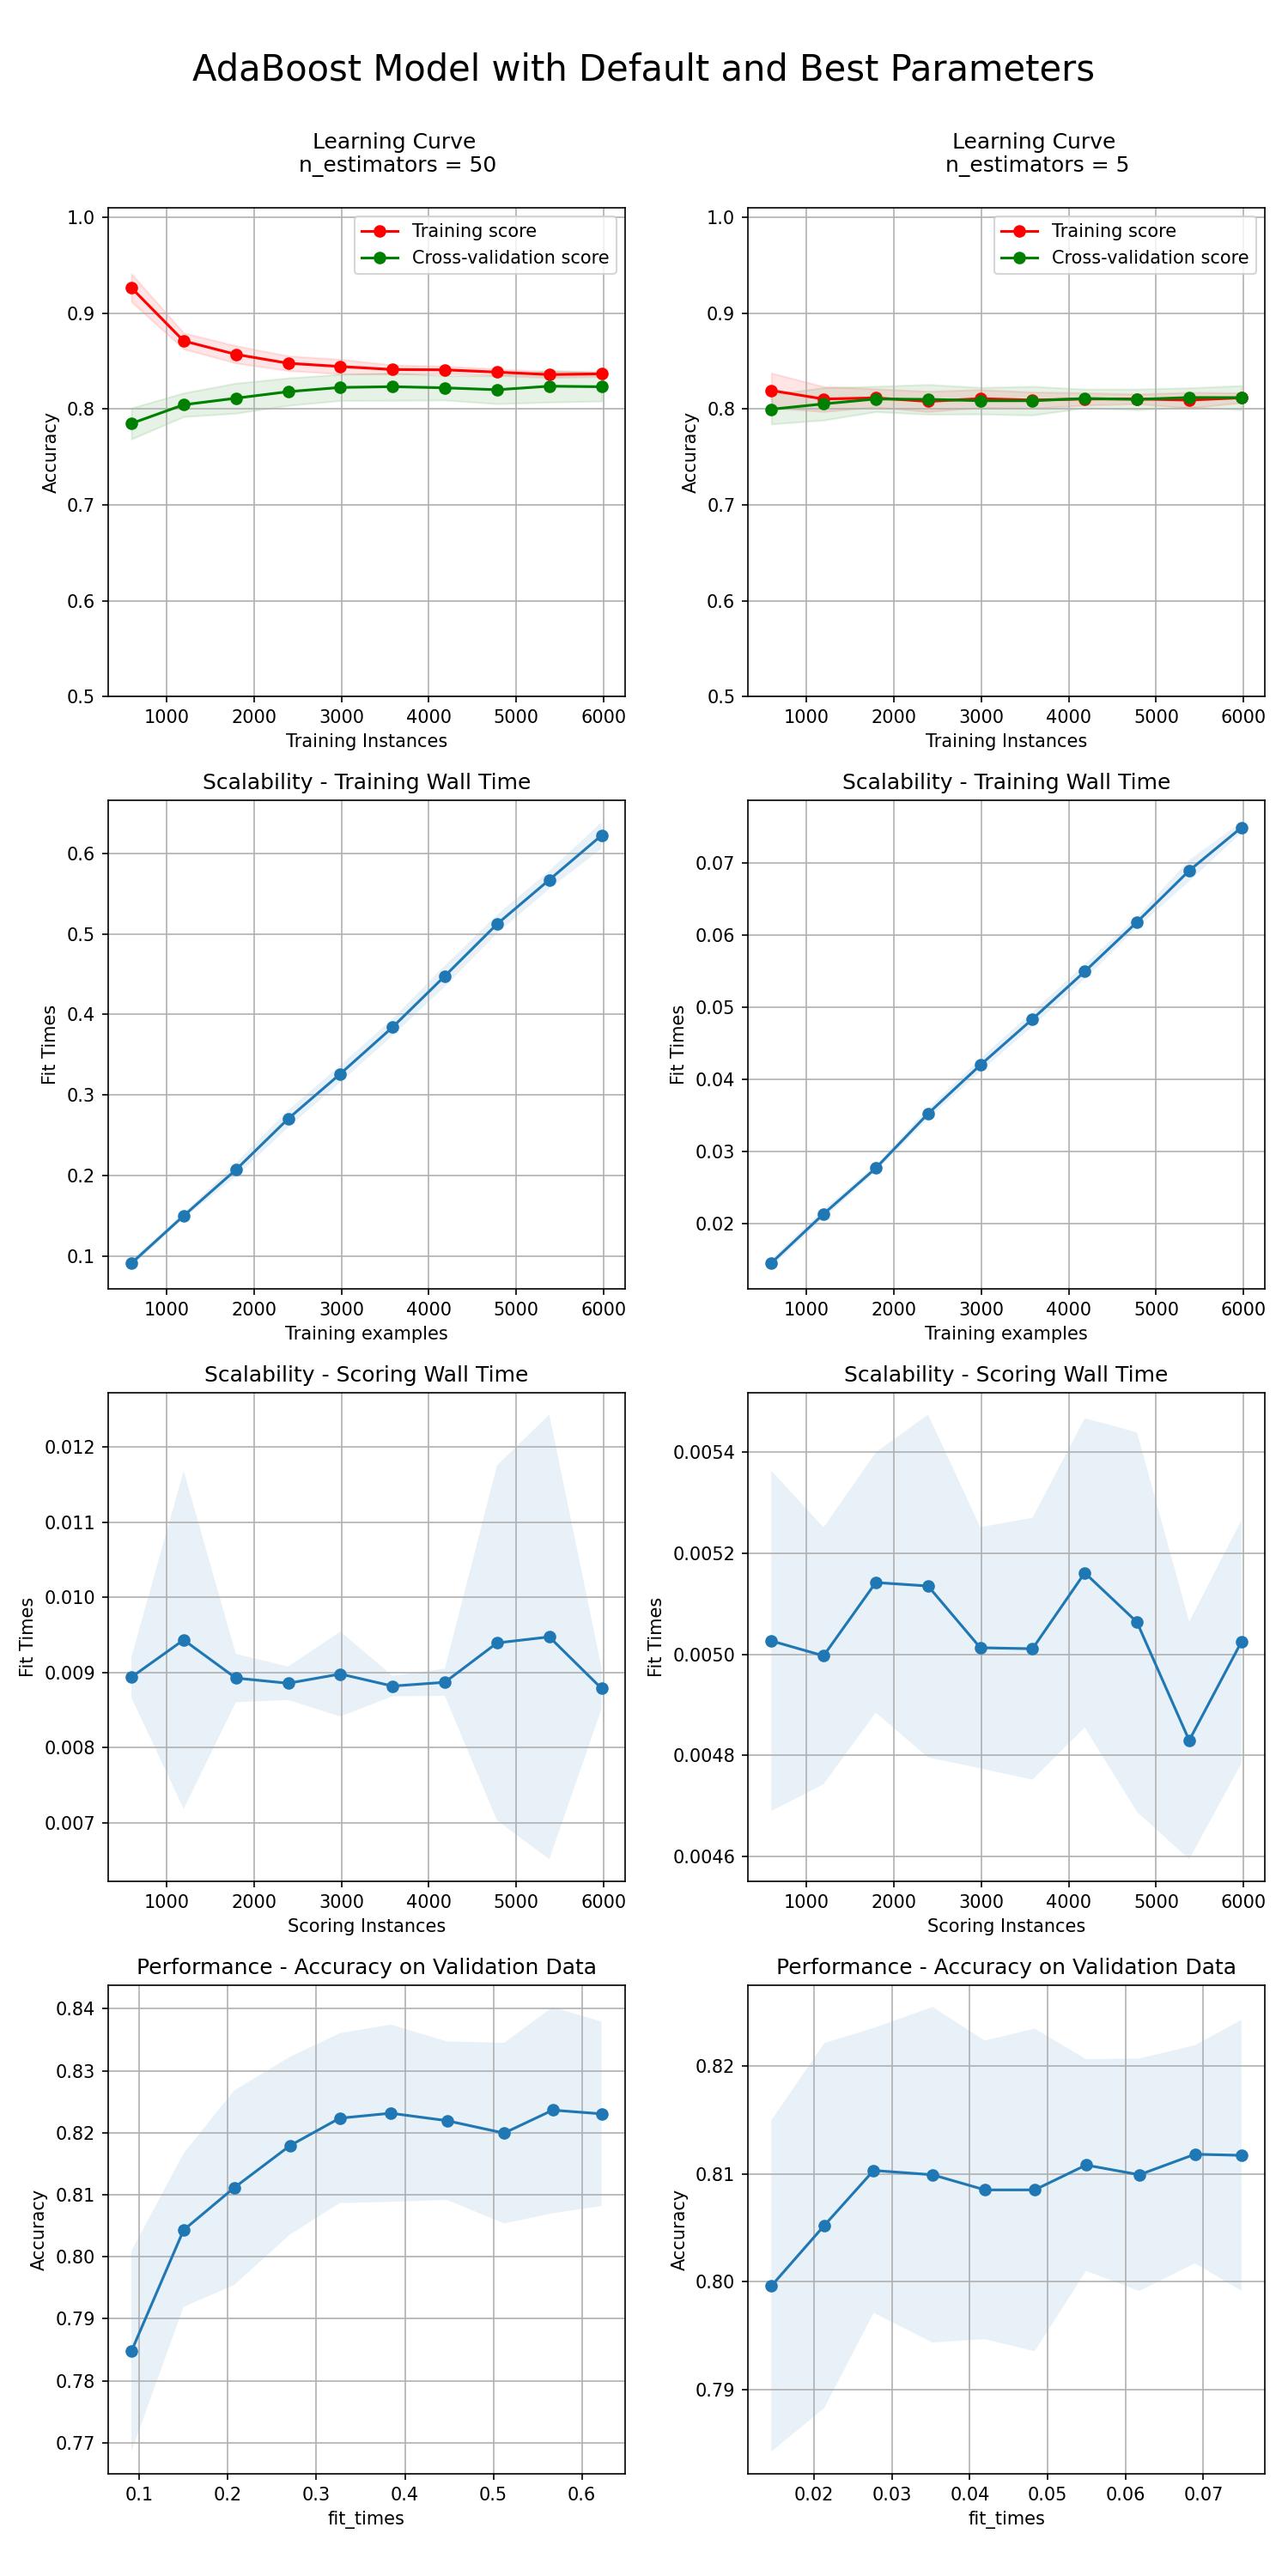 AdaBoost Model with Default and Best Parameters
Learning Curve
n_estimators = 50
1.0
0.9
0.8
0.7
0.6
0.5
Accuracy
Training score
Cross-validation score
1000 2000 3000 4000 5000 6000
Training Instances
Learning Curve
n_estimators = 5
1.0
0.9
0.8
0.7
0.6
0.5
Accuracy
Training score
Cross-validation score
1000 2000 3000 4000 5000 6000
Training Instances
Scalability - Training Wall Time
0.6
0.5
0.4
0.3
0.2
0.1
Fit Times
1000 2000 3000 4000 5000 6000
Training examples
Scalability - Training Wall Time
0.07
0.06
0.05
0.04
0.03
0.02
Fit Times
1000 2000 3000 4000 5000 6000
Training examples
Scalability - Scoring Wall Time
0.012
0.011
0.010
0.009
0.008
0.007
Fit Times
1000 2000 3000 4000 5000 6000
Scoring Instances
Scalability - Scoring Wall Time
0.0054
0.0052
0.0050
0.0048
0.0046
Fit Times
1000 2000 3000 4000 5000 6000
Scoring Instances
Performance - Accuracy on Validation Data
0.84
0.83
0.82
0.81
0.80
0.79
0.78
0.77
Accuracy
0.1 0.2 0.3 0.4 0.5 0.6
fit_times
Performance - Accuracy on Validation Data
0.82
0.81
0.80
0.79
Accuracy
0.02 0.03 0.04 0.05 0.06 0.07
fit_times